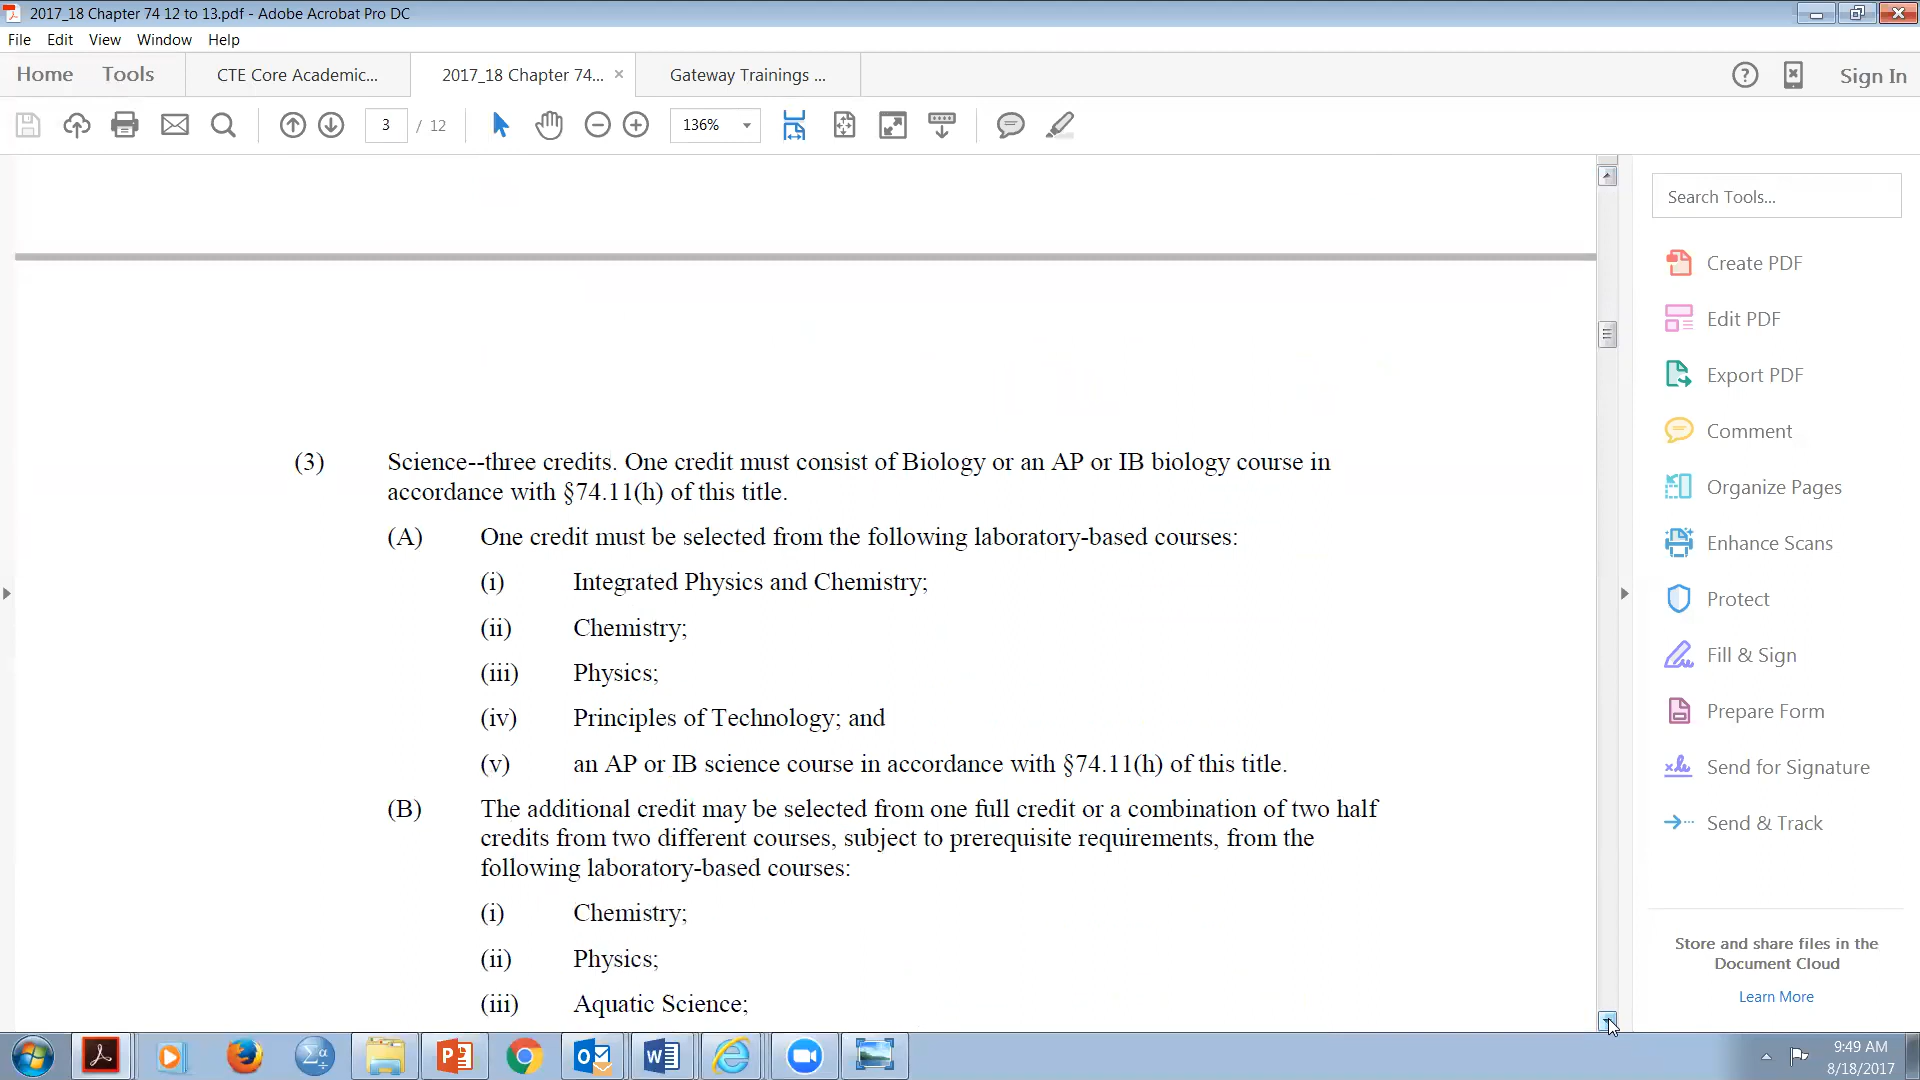 2017_18 Chapter 74 12 to 13.pdf - Adobe Acrobat Pro DC
File Edit View Window Help
Home Tools CTE Core Academic... 2017_18 Chapter 74... × Gateway Trainings ... Sign In
3 / 12 136%
Search Tools...
Create PDF
Edit PDF
Export PDF
Comment
Organize Pages
Enhance Scans
Protect
Fill & Sign
Prepare Form
Send for Signature
Send & Track
Store and share files in the
Document Cloud
Learn More
(3) Science--three credits. One credit must consist of Biology or an AP or IB biology course in
accordance with §74.11(h) of this title.
(A) One credit must be selected from the following laboratory-based courses:
(i) Integrated Physics and Chemistry;
(ii) Chemistry;
(iii) Physics;
(iv) Principles of Technology; and
(v) an AP or IB science course in accordance with §74.11(h) of this title.
(B) The additional credit may be selected from one full credit or a combination of two half
credits from two different courses, subject to prerequisite requirements, from the
following laboratory-based courses:
(i) Chemistry;
(ii) Physics;
(iii) Aquatic Science;
9:49 AM
8/18/2017